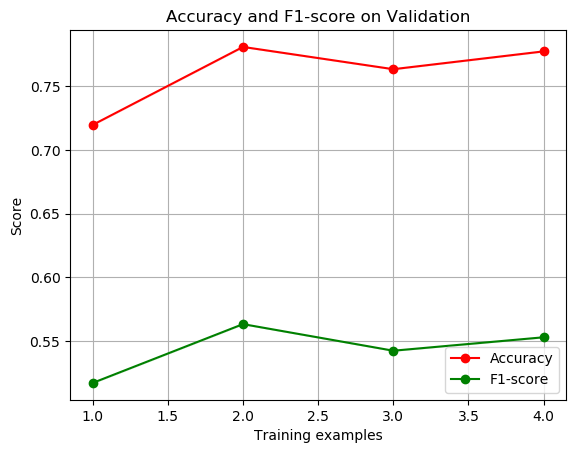 Accuracy and F1-score on Validation
Score
0.75
0.70
0.65
0.60
0.55
Accuracy
F1-score
1.0 1.5 2.0 2.5 3.0 3.5 4.0
Training examples